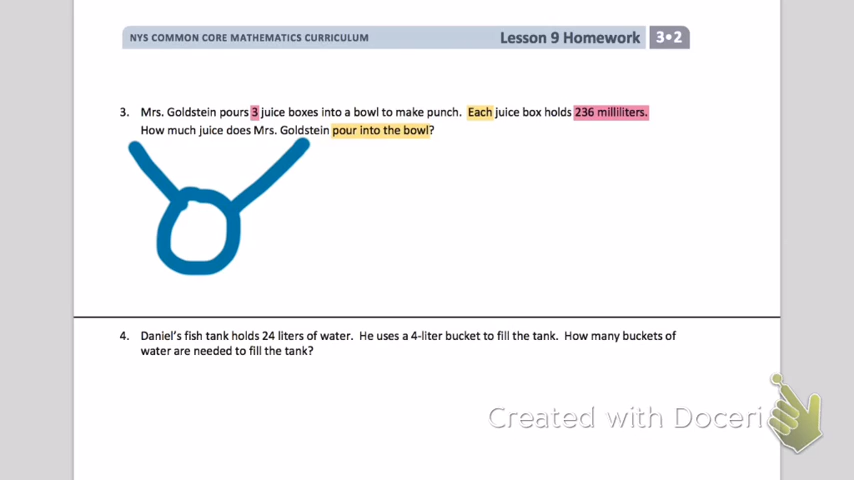 NYS COMMON CORE MATHEMATICS CURRICULUM
Lesson 9 Homework
3•2
3. Mrs. Goldstein pours 3 juice boxes into a bowl to make punch. Each juice box holds 236 milliliters.
How much juice does Mrs. Goldstein pour into the bowl?
4. Daniel's fish tank holds 24 liters of water. He uses a 4-liter bucket to fill the tank. How many buckets of
water are needed to fill the tank?
Created with Doceri